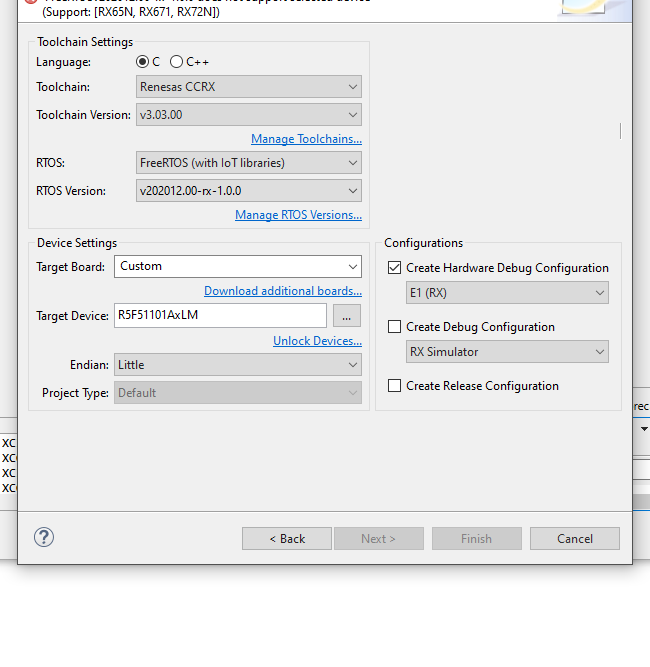 (Support: [RX65N, RX671, RX72N])
Toolchain Settings
Language: C C++
Toolchain: Renesas CCRX
Toolchain Version: v3.03.00
Manage Toolchains...
RTOS: FreeRTOS (with IoT libraries)
RTOS Version: v202012.00-rx-1.0.0
Manage RTOS Versions...
Device Settings
Target Board: Custom
Download additional boards...
Target Device: R5F51101AxLM ...
Unlock Devices...
Endian: Little
Project Type: Default
Configurations
Create Hardware Debug Configuration
E1 (RX)
Create Debug Configuration
RX Simulator
Create Release Configuration
rec
XC
XC
XC
XC
? < Back Next > Finish Cancel